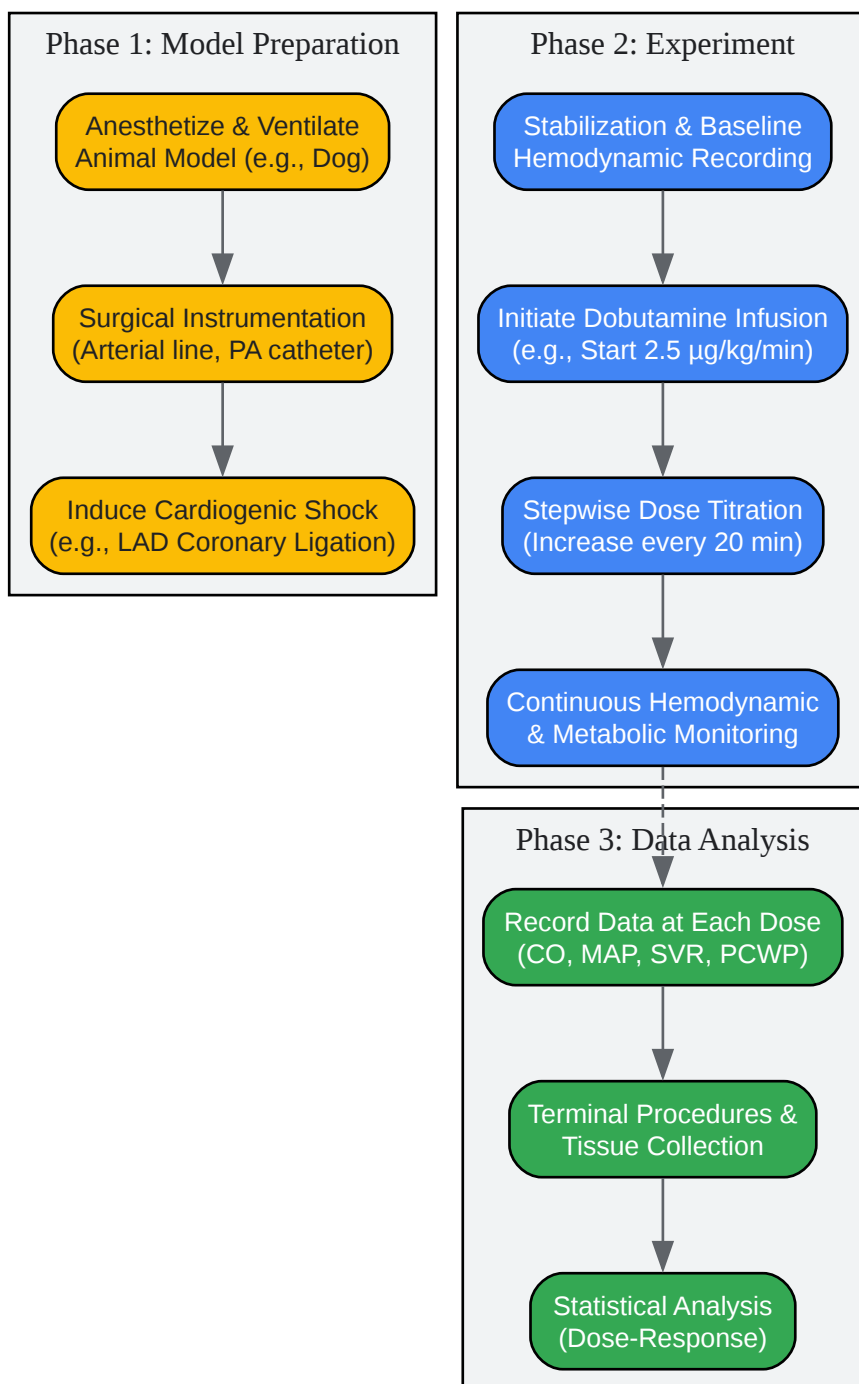 Phase 1: Model Preparation
Anesthetize & Ventilate
Animal Model (e.g., Dog)
Surgical Instrumentation
(Arterial line, PA catheter)
Induce Cardiogenic Shock
(e.g., LAD Coronary Ligation)
Phase 2: Experiment
Stabilization & Baseline
Hemodynamic Recording
Initiate Dobutamine Infusion
(e.g., Start 2.5 µg/kg/min)
Stepwise Dose Titration
(Increase every 20 min)
Continuous Hemodynamic
& Metabolic Monitoring
Phase 3: Data Analysis
Record Data at Each Dose
(CO, MAP, SVR, PCWP)
Terminal Procedures &
Tissue Collection
Statistical Analysis
(Dose-Response)